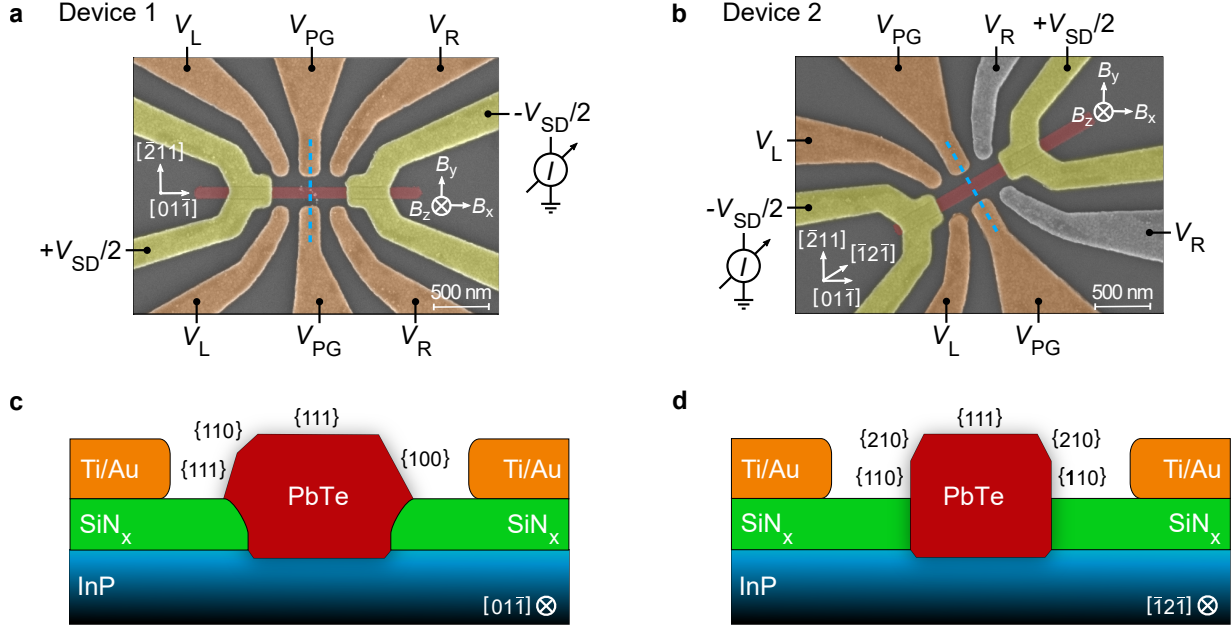 a Device 1
V_L V_PG V_R
-V_SD/2
I
[2̅11]
[011̅]
B_y
B_z B_x
+V_SD/2
500 nm
V_L V_PG V_R
b Device 2
V_PG V_R +V_SD/2
B_y
B_z B_x
V_L
-V_SD/2
I
V_R
[2̅11]
[1̅21̅]
[011̅]
500 nm
V_L V_PG
c
{111}
{110}
{111}
{100}
Ti/Au PbTe Ti/Au
SiN_x SiN_x
InP
[011̅]
d
{111}
{210} {210}
{110} {110}
Ti/Au PbTe Ti/Au
SiN_x SiN_x
InP
[1̅21̅]